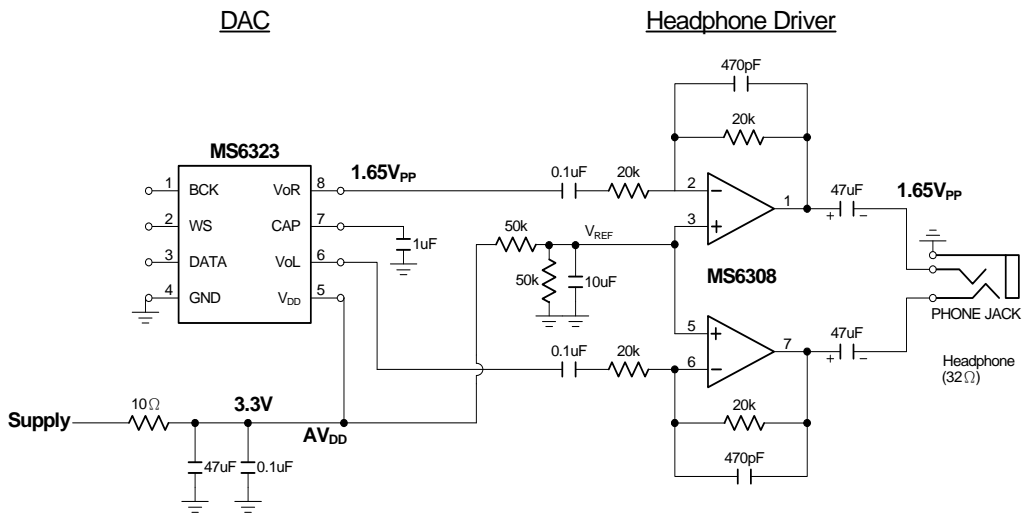 DAC
Headphone Driver
470pF
20k
MS6323
1.65VPP
0.1uF
20k
1 BCK VoR 8
2 WS CAP 7
3 DATA VoL 6
4 GND VDD 5
1uF
2
3
1
47uF
+ −
1.65VPP
50k
VREF
50k
10uF
MS6308
PHONE JACK
Headphone
(32Ω)
0.1uF
20k
5
6
7
47uF
+ −
20k
470pF
Supply
10Ω
3.3V
AVDD
47uF
0.1uF